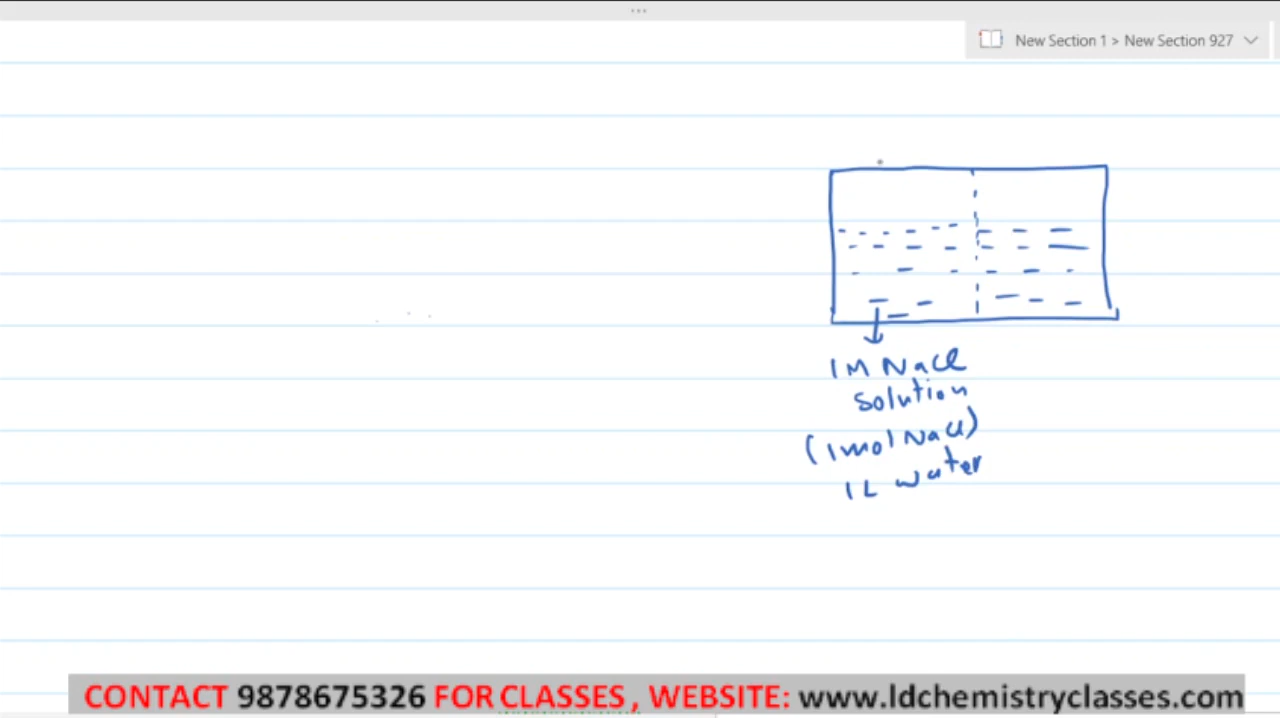 New Section 1 > New Section 927
1M NaCl
solution
(1mol NaCl)
1L water
CONTACT 9878675326 FOR CLASSES , WEBSITE: www.ldchemistryclasses.com